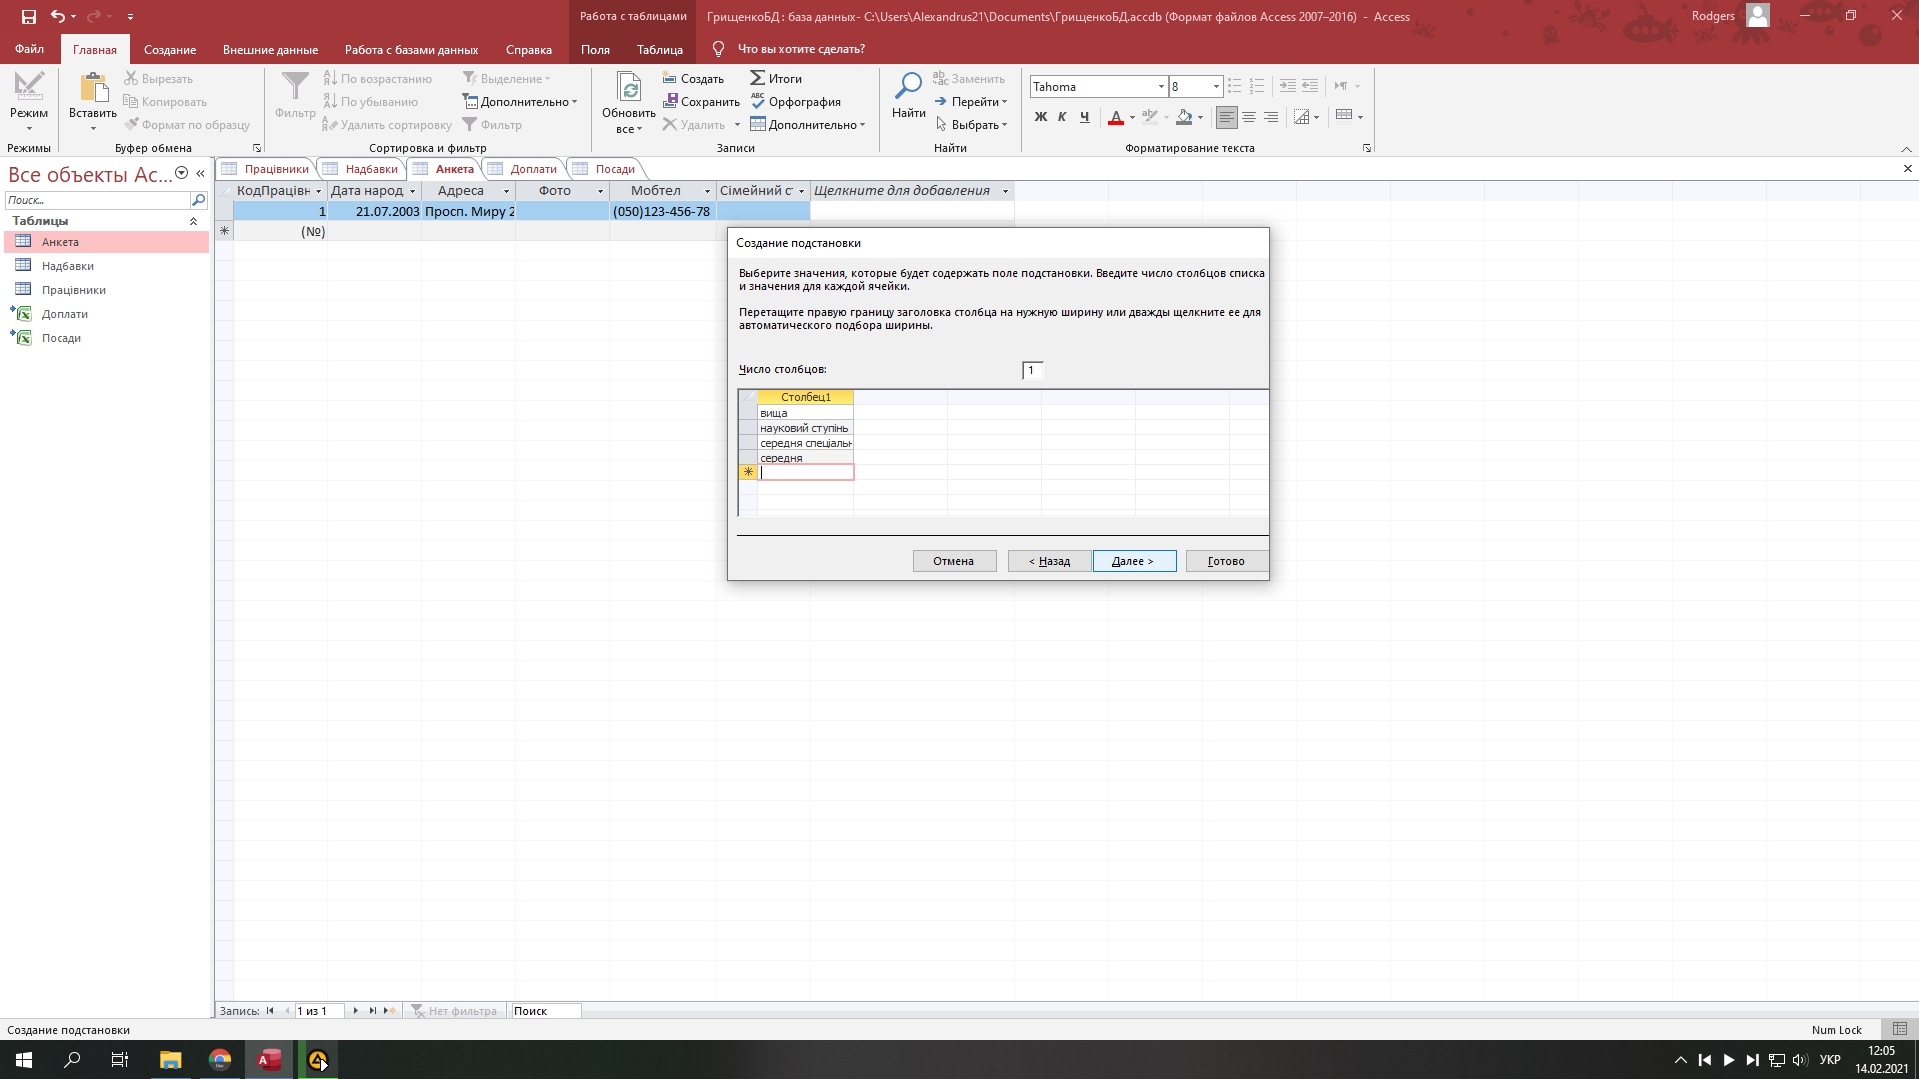 Работа с таблицами
ГрищенкоБД : база данных- C:\Users\Alexandrus21\Documents\ГрищенкоБД.accdb (Формат файлов Access 2007–2016) - Access
Rodgers
Файл Главная Создание Внешние данные Работа с базами данных Справка Поля Таблица Что вы хотите сделать?
Режим
Режимы
Вставить
Вырезать
Копировать
Формат по образцу
Буфер обмена
Фильтр
По возрастанию
По убыванию
Удалить сортировку
Выделение
Дополнительно
Фильтр
Сортировка и фильтр
Обновить
все
Создать
Сохранить
Удалить
Итоги
Орфография
Дополнительно
Записи
Найти
Заменить
Перейти
Выбрать
Найти
Tahoma 8
Ж К Ч
Форматирование текста
Все объекты Ac...
Поиск...
Таблицы
Анкета
Надбавки
Працівники
Доплати
Посади
Працівники Надбавки Анкета Доплати Посади
КодПрацівн Дата народ Адреса Фото Мобтел Сімейний ст Щелкните для добавления
1 21.07.2003 Просп. Миру 2 (050)123-456-78
(№)
Создание подстановки
Выберите значения, которые будет содержать поле подстановки. Введите число столбцов списка
и значения для каждой ячейки.
Перетащите правую границу заголовка столбца на нужную ширину или дважды щелкните ее для
автоматического подбора ширины.
Число столбцов: 1
Столбец1
вища
науковий ступінь
середня спеціальн
середня
Отмена < Назад Далее > Готово
Запись: 1 из 1 Нет фильтра Поиск
Создание подстановки
Num Lock
УКР
12:05
14.02.2021